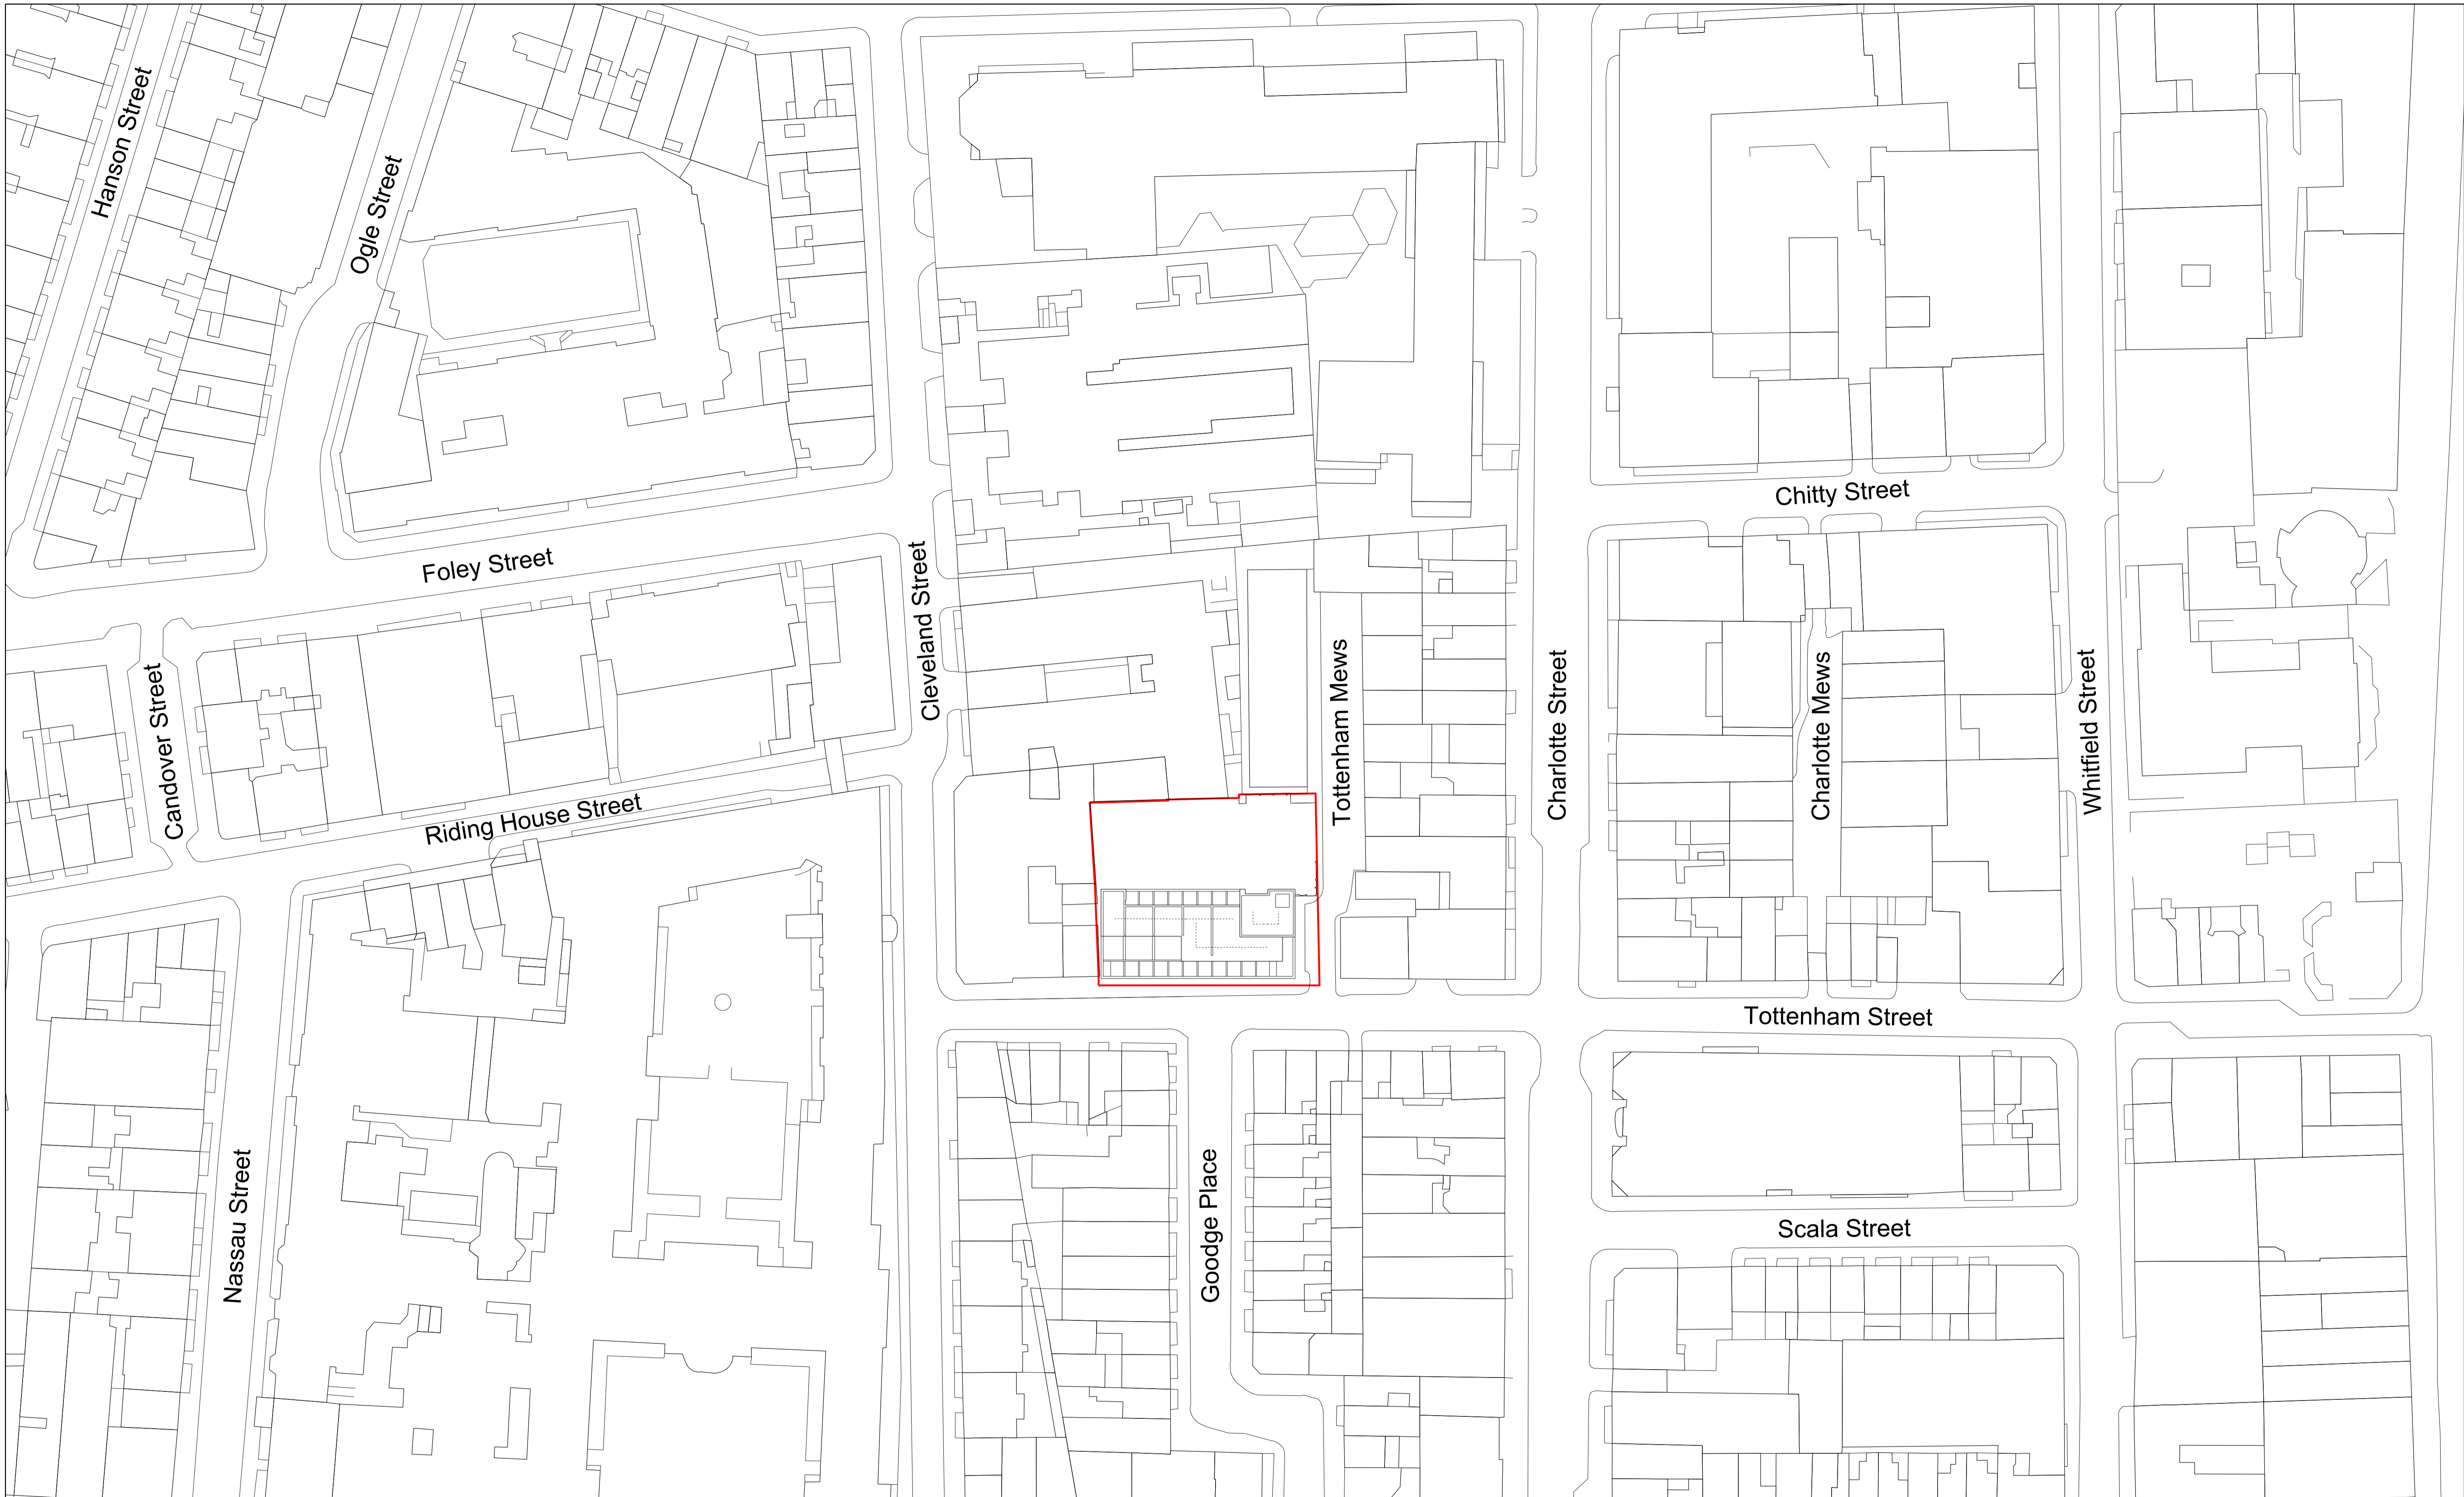 Hanson Street
Ogle Street
Chitty Street
Foley Street
Cleveland Street
Tottenham Mews
Charlotte Street
Charlotte Mews
Whitfield Street
Candover Street
Riding House Street
Tottenham Street
Goodge Place
Nassau Street
Scala Street